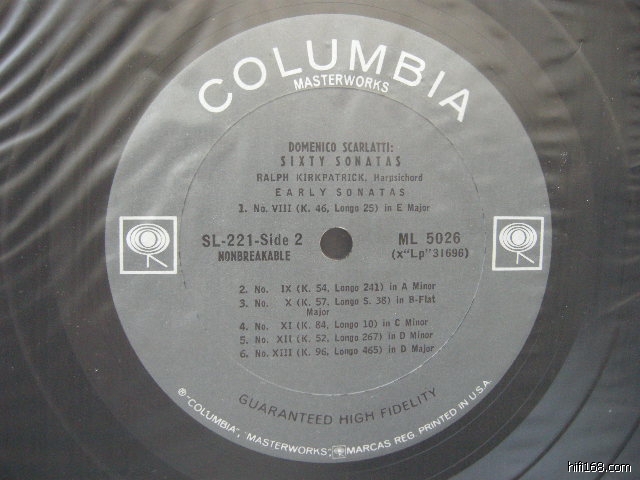 COLUMBIA
MASTERWORKS
DOMENICO SCARLATTI:
SIXTY SONATAS
RALPH KIRKPATRICK, Harpsichord
EARLY SONATAS
1. No. VIII (K. 46, Longo 25) in E Major
SL-221-Side 2
NONBREAKABLE
ML 5026
(x"Lp"31696)
2. No. IX (K. 54, Longo 241) in A Minor
3. No. X (K. 57, Longo S. 38) in B-Flat
Major
4. No. XI (K. 84, Longo 10) in C Minor
5. No. XII (K. 52, Longo 267) in D Minor
6. No. XIII (K. 96, Longo 465) in D Major
GUARANTEED HIGH FIDELITY
® "COLUMBIA", "MASTERWORKS", MARCAS REG. PRINTED IN U.S.A.
hifi168.com